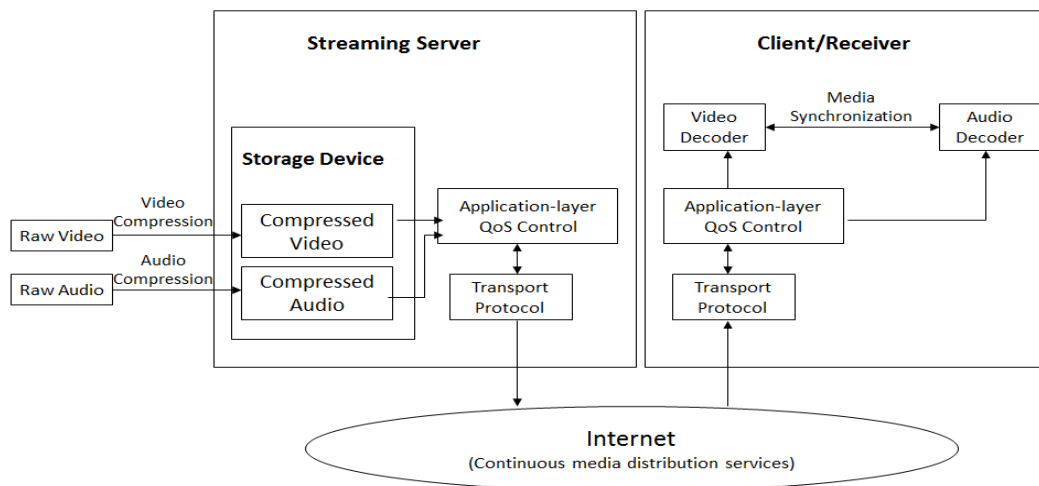 Streaming Server
Client/Receiver
Storage Device
Raw Video
Raw Audio
Video
Compression
Audio
Compression
Compressed
Video
Compressed
Audio
Application-layer
QoS Control
Transport
Protocol
Video
Decoder
Media
Synchronization
Audio
Decoder
Application-layer
QoS Control
Transport
Protocol
Internet
(Continuous media distribution services)